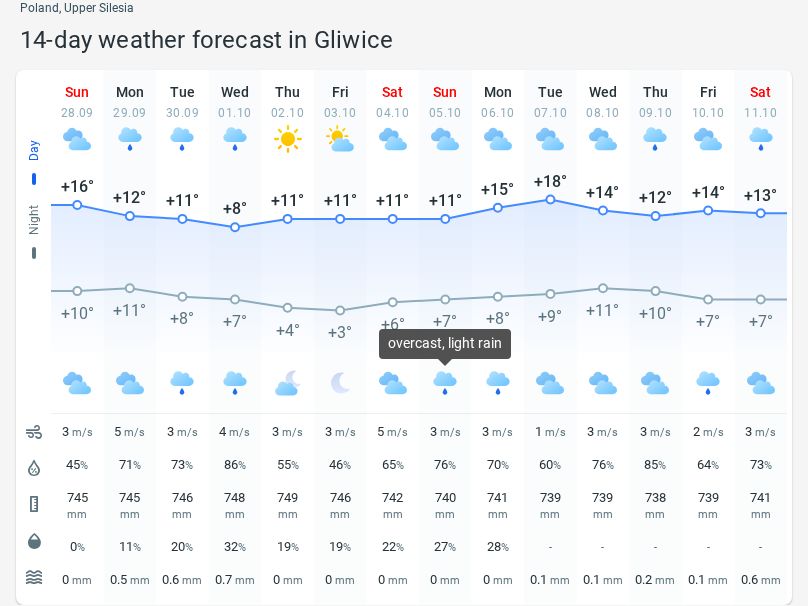 Poland, Upper Silesia
14-day weather forecast in Gliwice
Sun Mon Tue Wed Thu Fri Sat Sun Mon Tue Wed Thu Fri Sat
28.09 29.09 30.09 01.10 02.10 03.10 04.10 05.10 06.10 07.10 08.10 09.10 10.10 11.10
Day
+16° +12° +11° +8° +11° +11° +11° +11° +15° +18° +14° +12° +14° +13°
Night
+10° +11° +8° +7° +4° +3° +6° +7° +8° +9° +11° +10° +7° +7°
overcast, light rain
3 m/s 5 m/s 3 m/s 4 m/s 3 m/s 3 m/s 5 m/s 3 m/s 3 m/s 1 m/s 3 m/s 3 m/s 2 m/s 3 m/s
45% 71% 73% 86% 55% 46% 65% 76% 70% 60% 76% 85% 64% 73%
745 745 746 748 749 746 742 740 741 739 739 738 739 741
mm mm mm mm mm mm mm mm mm mm mm mm mm mm
0% 11% 20% 32% 19% 19% 22% 27% 28% - - - - -
0 mm 0.5 mm 0.6 mm 0.7 mm 0 mm 0 mm 0 mm 0 mm 0 mm 0.1 mm 0.1 mm 0.2 mm 0.1 mm 0.6 mm